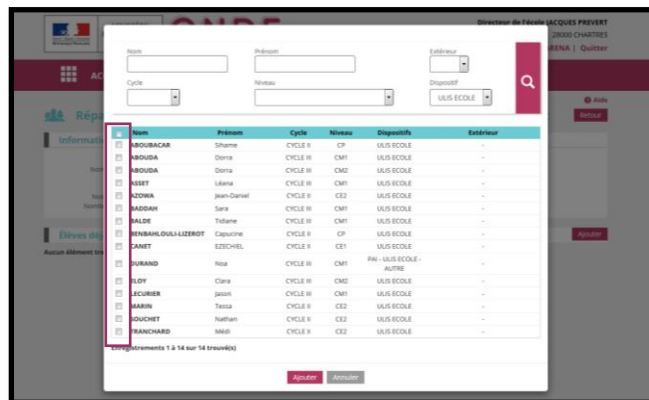 ONDE
Directeur de l'école JACQUES PREVERT
28000 CHARTRES
ARENA | Quitter
AC
Aide
Répa
Retour
Informati
Nom
Prénom
Extérieur
Cycle
Niveau
Dispositif
ULIS ECOLE
Nom Prénom Cycle Niveau Dispositifs Extérieur
ABOUBACAR Sihame CYCLE II CP ULIS ECOLE -
ABOUDA Dorra CYCLE III CM1 ULIS ECOLE -
ABOUDA Dorra CYCLE III CM2 ULIS ECOLE -
ASSET Léana CYCLE III CM1 ULIS ECOLE -
AZOWA Jean-Daniel CYCLE II CE2 ULIS ECOLE -
BADDAH Sara CYCLE III CM1 ULIS ECOLE -
BALDE Tidiane CYCLE III CM1 ULIS ECOLE -
BENBAHLOULI-LIZEROT Capucine CYCLE II CP ULIS ECOLE -
CANET EZECHIEL CYCLE II CE1 ULIS ECOLE -
DURAND Noa CYCLE III CM1 PAI - ULIS ECOLE - AUTRE -
ELOY Clara CYCLE III CM2 ULIS ECOLE -
LECURIER Jason CYCLE III CM1 ULIS ECOLE -
MARIN Tessa CYCLE II CE2 ULIS ECOLE -
SOUCHET Nathan CYCLE II CE2 ULIS ECOLE -
TRANCHARD Médi CYCLE II CE2 ULIS ECOLE -
Élèves déj
Ajouter
Aucun élément tro
Enregistrements 1 à 14 sur 14 trouvé(s)
Ajouter Annuler